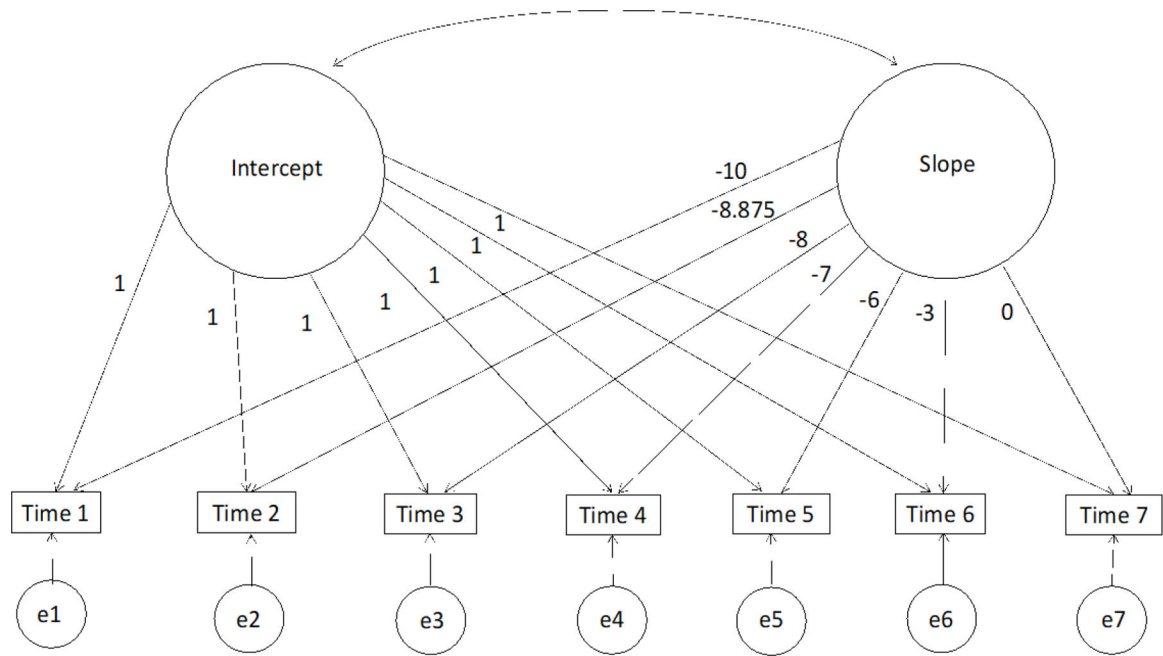 Intercept
Slope
-10
-8.875
-8
-7
-6
-3
0
1
1
1
1
1
1
1
Time 1
Time 2
Time 3
Time 4
Time 5
Time 6
Time 7
e1
e2
e3
e4
e5
e6
e7